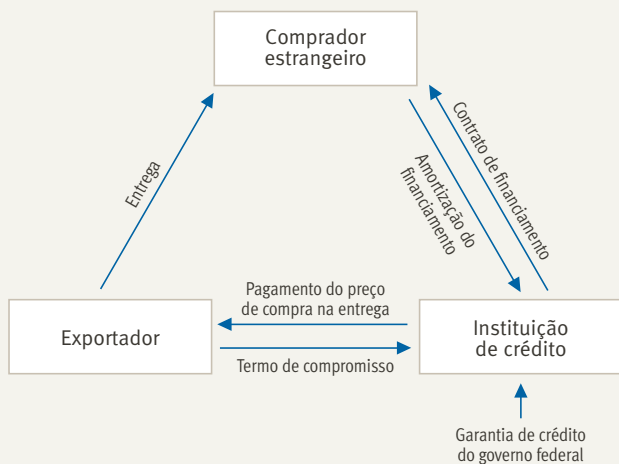 Comprador
estrangeiro
Entrega
Contrato de financiamento
Amortização do
financiamento
Pagamento do preço
de compra na entrega
Exportador
Instituição
de crédito
Termo de compromisso
Garantia de crédito
do governo federal